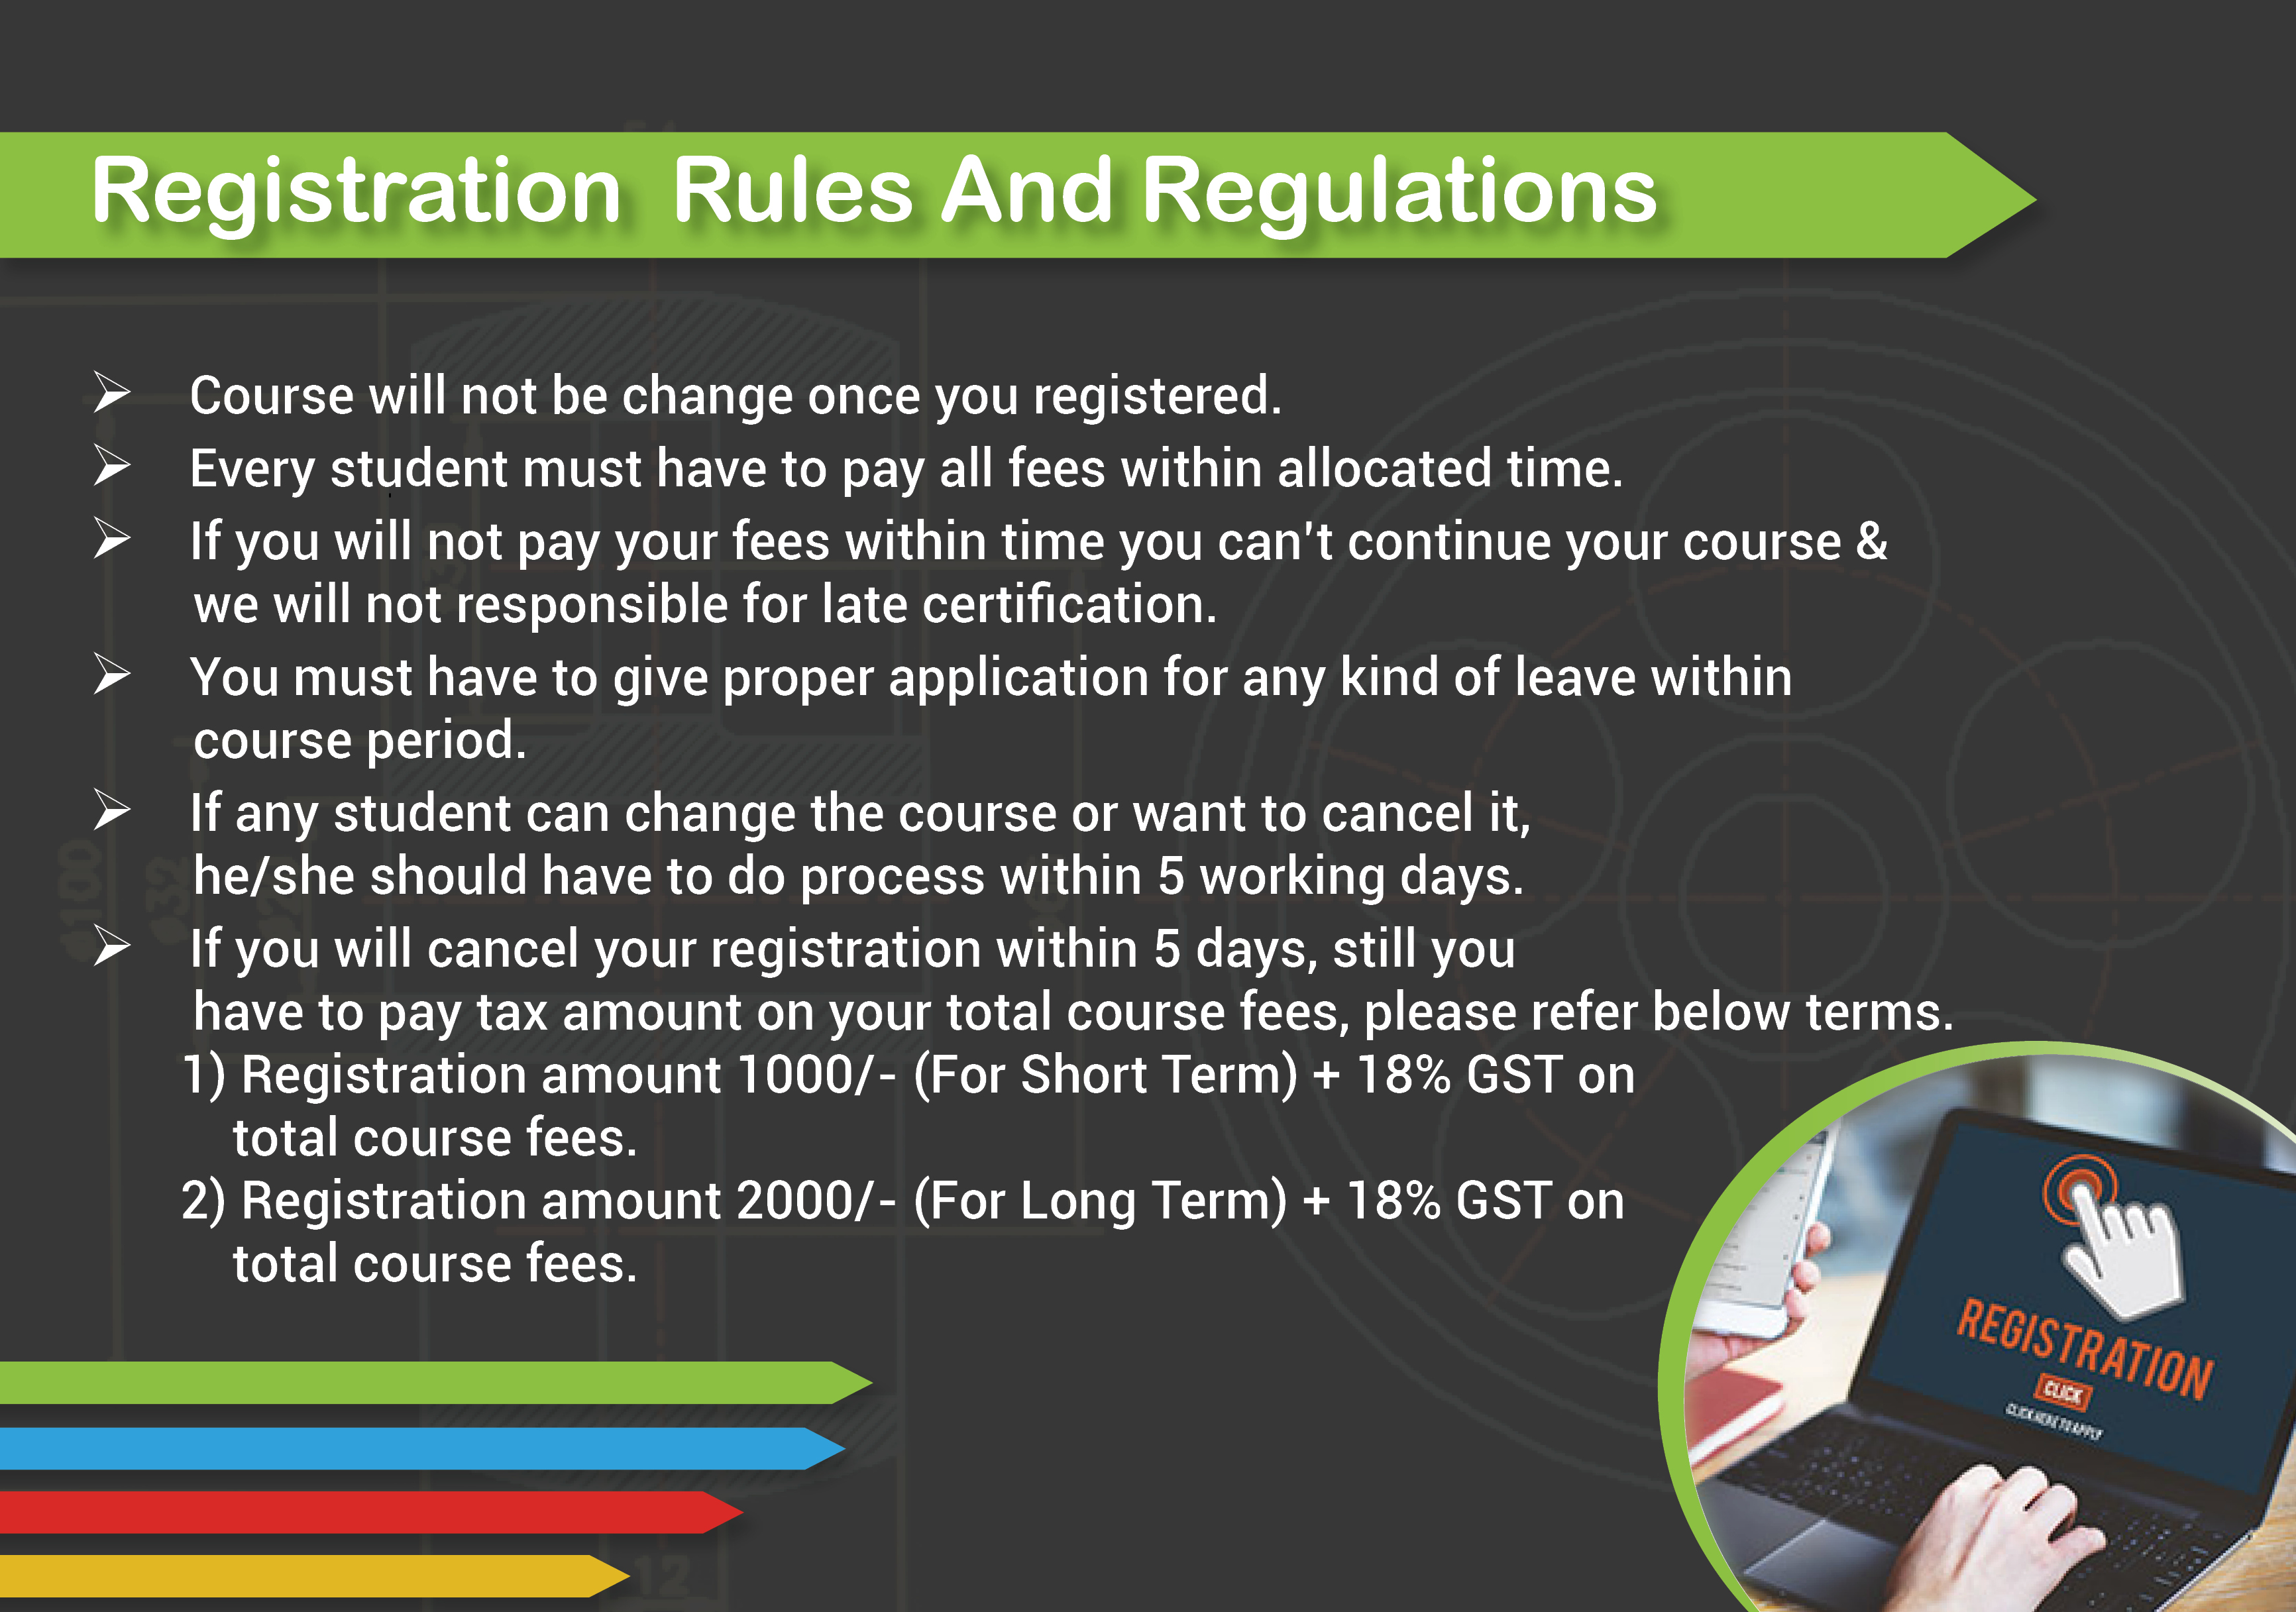 Registration Rules And Regulations
➢ Course will not be change once you registered.
➢ Every student must have to pay all fees within allocated time.
➢ If you will not pay your fees within time you can't continue your course &
we will not responsible for late certification.
➢ You must have to give proper application for any kind of leave within
course period.
➢ If any student can change the course or want to cancel it,
he/she should have to do process within 5 working days.
➢ If you will cancel your registration within 5 days, still you
have to pay tax amount on your total course fees, please refer below terms.
1) Registration amount 1000/- (For Short Term) + 18% GST on
total course fees.
2) Registration amount 2000/- (For Long Term) + 18% GST on
total course fees.
REGISTRATION
CLICK
CLICK HERE TO APPLY
ø100
ø32
12